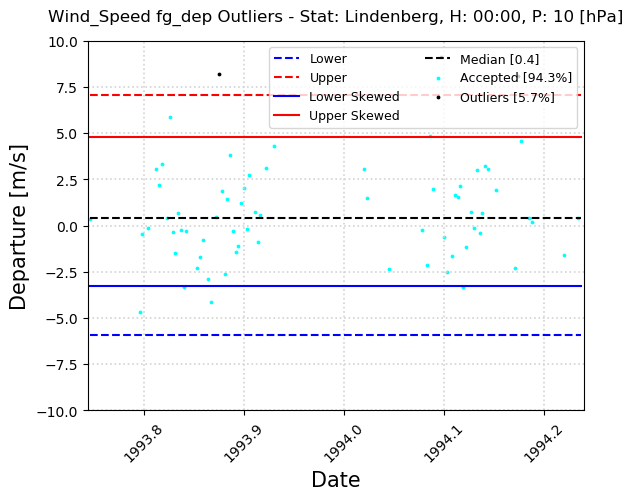 Wind_Speed fg_dep Outliers - Stat: Lindenberg, H: 00:00, P: 10 [hPa]
10.0
7.5
5.0
2.5
0.0
−2.5
−5.0
−7.5
−10.0
Departure [m/s]
Lower
Upper
Lower Skewed
Upper Skewed
Median [0.4]
Accepted [94.3%]
Outliers [5.7%]
1993.8
1993.9
1994.0
1994.1
1994.2
Date